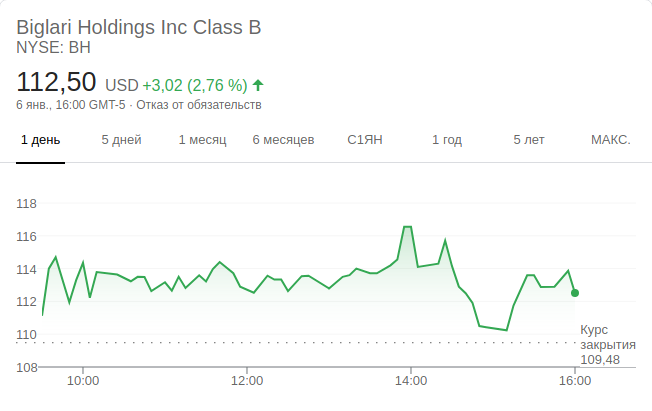 Biglari Holdings Inc Class B
NYSE: BH
112,50 USD +3,02 (2,76 %)
6 янв., 16:00 GMT-5 · Отказ от обязательств
1 день 5 дней 1 месяц 6 месяцев С1ЯН 1 год 5 лет МАКС.
118
116
114
112
110
Курс
закрытия
109,48
108
10:00 12:00 14:00 16:00